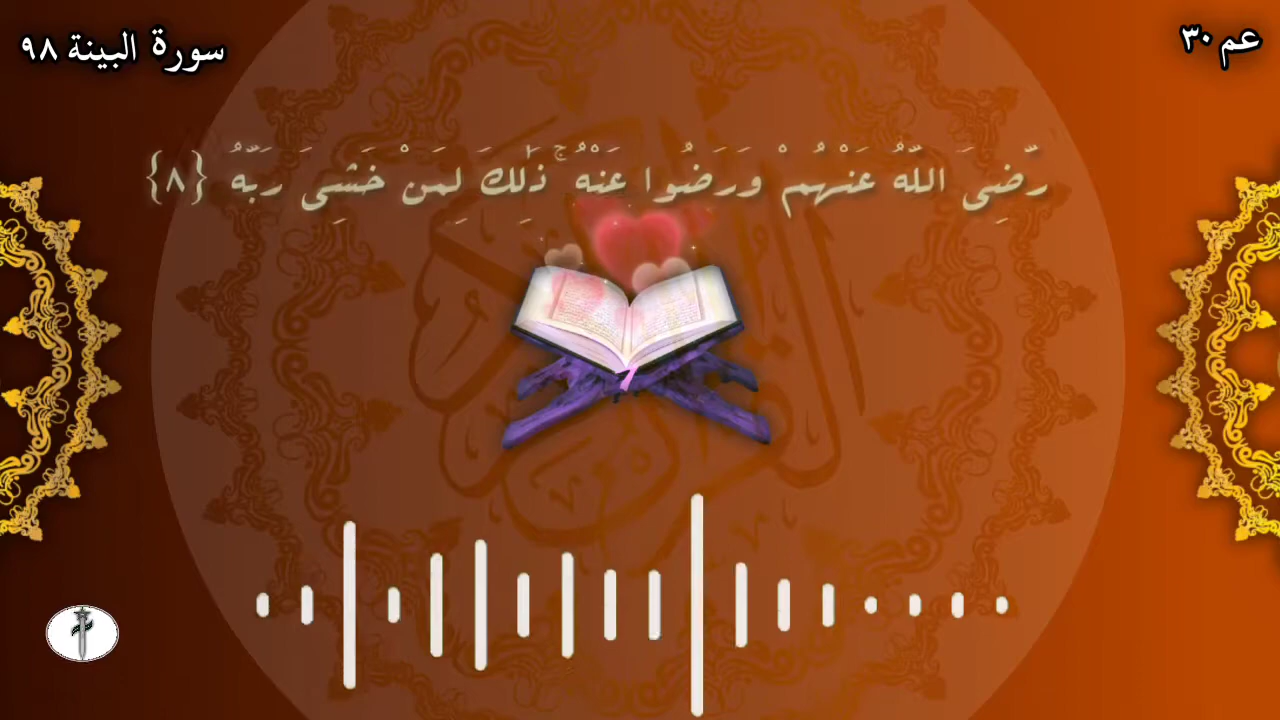 عم ٣٠
سورة البينة ٩٨
رَّضِىَ اللَّهُ عَنْهُمْ وَرَضُوا عَنْهُ ۚ ذَٰلِكَ لِمَنْ خَشِىَ رَبَّهُ {٨}